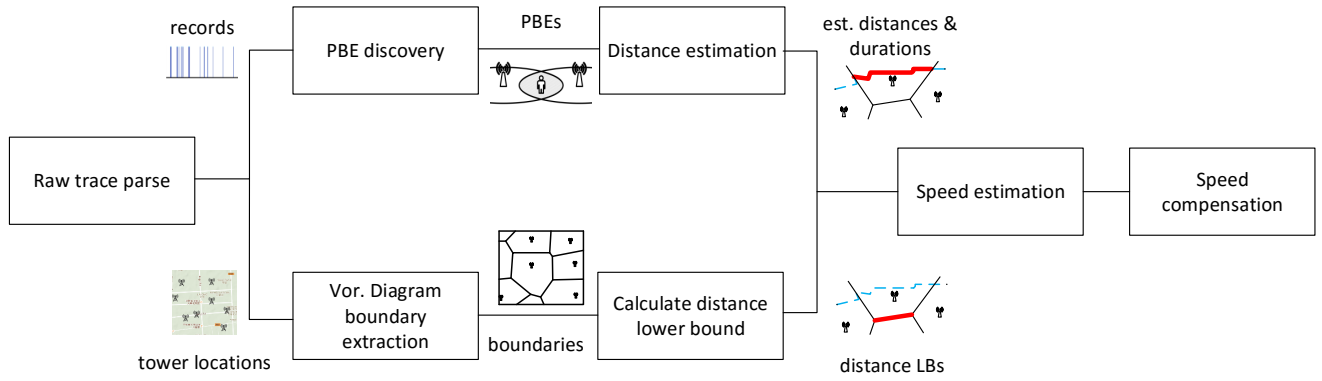 records
PBE discovery
PBEs
Distance estimation
est. distances &
durations
Raw trace parse
Speed estimation
Speed
compensation
tower locations
Vor. Diagram
boundary
extraction
boundaries
Calculate distance
lower bound
distance LBs